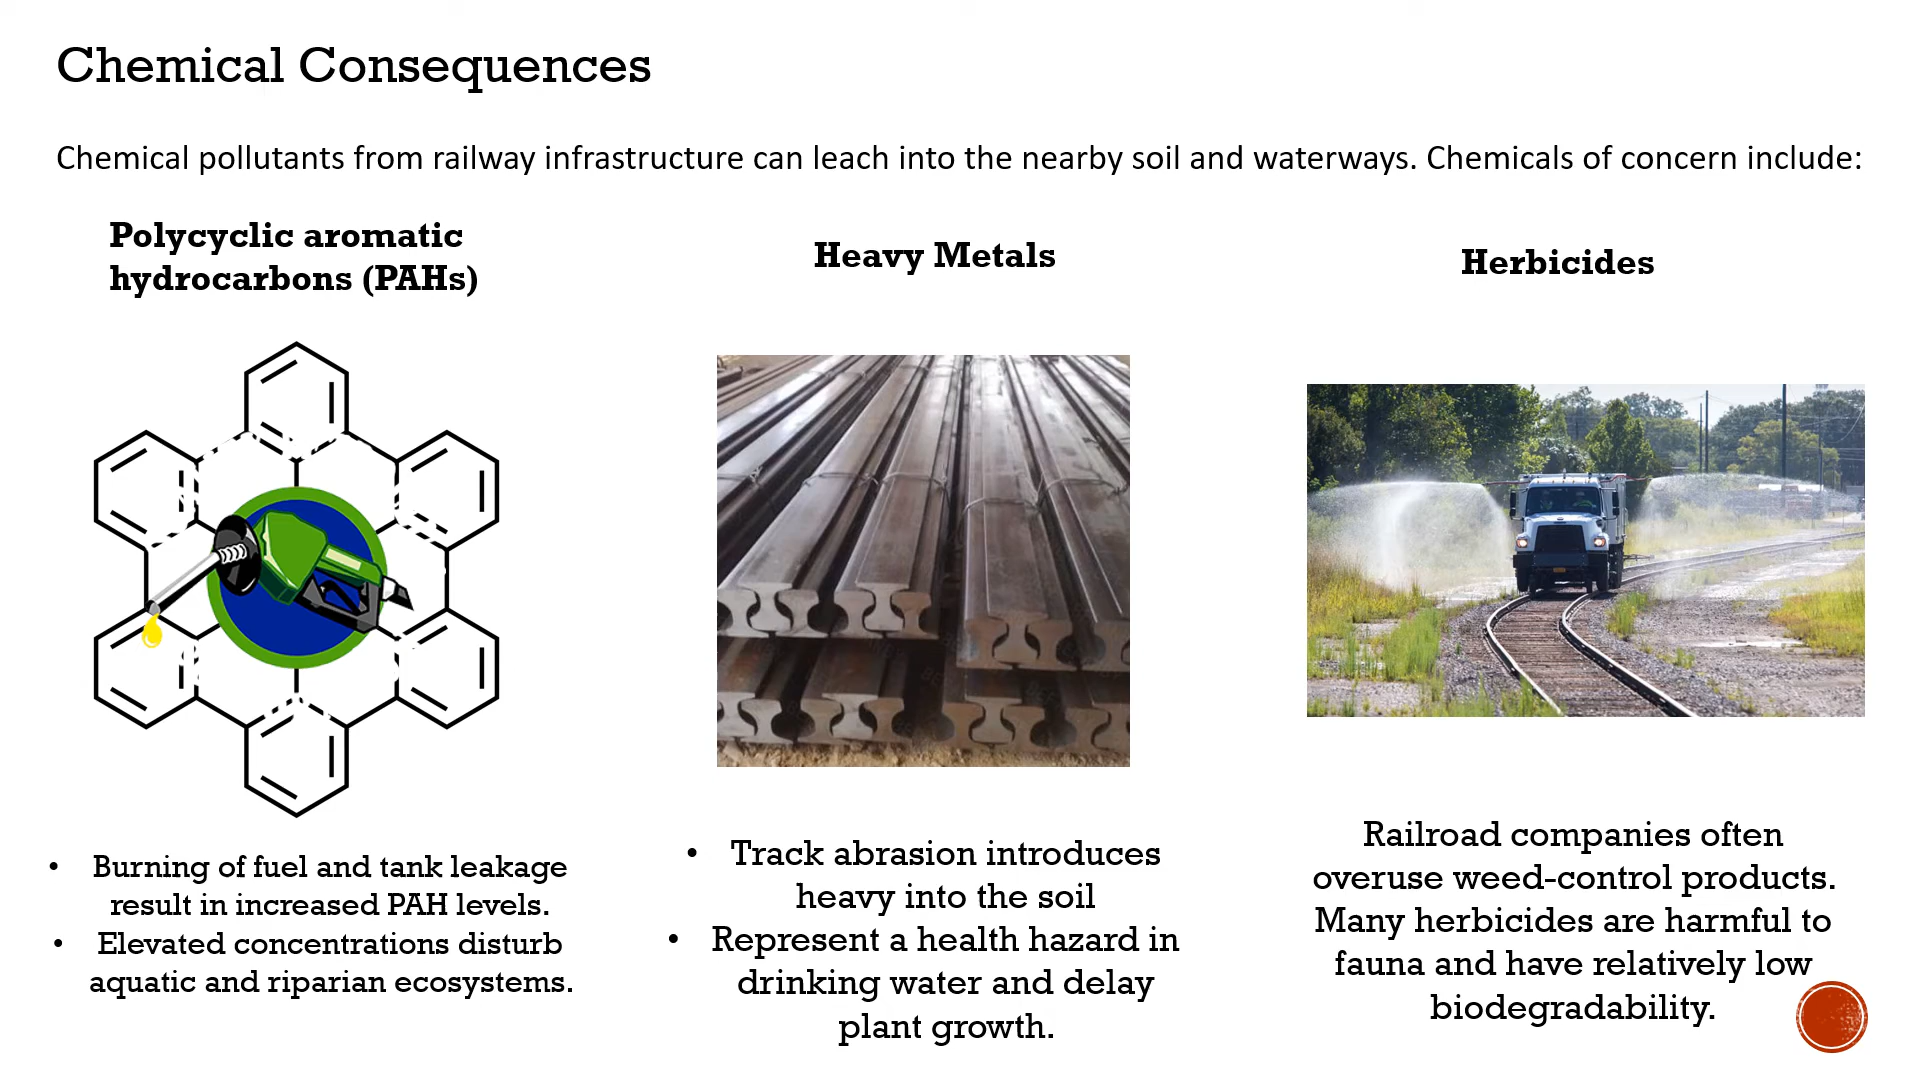 Chemical Consequences
Chemical pollutants from railway infrastructure can leach into the nearby soil and waterways. Chemicals of concern include:
Polycyclic aromatic
hydrocarbons (PAHs)
• Burning of fuel and tank leakage
result in increased PAH levels.
• Elevated concentrations disturb
aquatic and riparian ecosystems.
Heavy Metals
• Track abrasion introduces
heavy into the soil
• Represent a health hazard in
drinking water and delay
plant growth.
Herbicides
Railroad companies often
overuse weed-control products.
Many herbicides are harmful to
fauna and have relatively low
biodegradability.